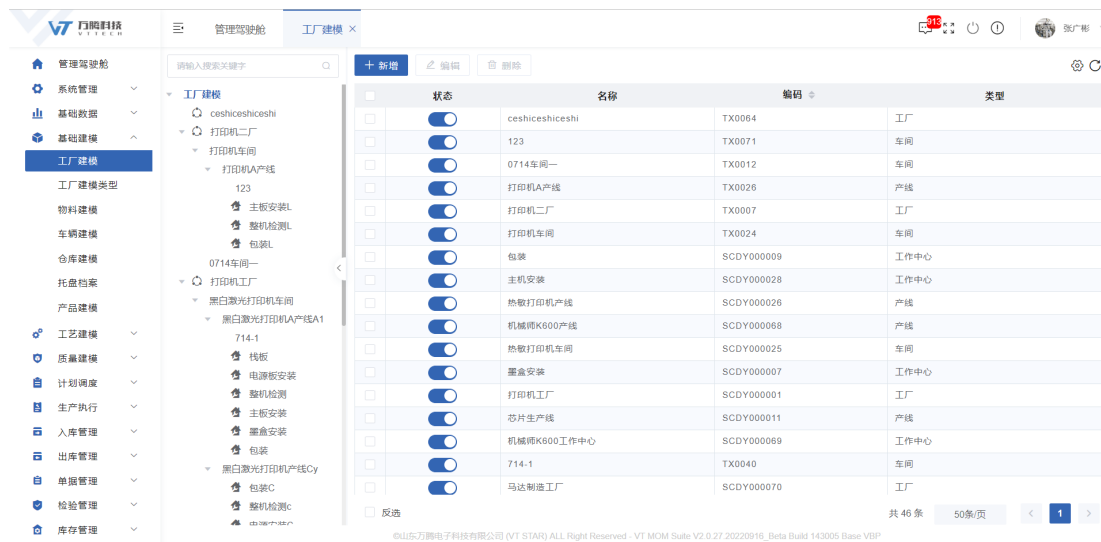 万腾科技
VTTECH
管理驾驶舱
工厂建模 ×
913
张广彬
管理驾驶舱
系统管理
基础数据
基础建模
工厂建模
工厂建模类型
物料建模
车辆建模
仓库建模
托盘档案
产品建模
工艺建模
质量建模
计划调度
生产执行
入库管理
出库管理
单据管理
检验管理
库存管理
请输入搜索关键字
工厂建模
ceshiceshiceshi
打印机二厂
打印机车间
打印机A产线
123
主板安装L
整机检测L
包装L
0714车间一
打印机工厂
黑白激光打印机车间
黑白激光打印机A产线A1
714-1
栈板
电源板安装
整机检测
主板安装
墨盒安装
包装
黑白激光打印机产线Cy
包装C
整机检测c
新增 编辑 删除
状态 名称 编码 类型
ceshiceshiceshi TX0064 工厂
123 TX0071 车间
0714车间一 TX0012 车间
打印机A产线 TX0026 产线
打印机二厂 TX0007 工厂
打印机车间 TX0024 车间
包装 SCDY000009 工作中心
主机安装 SCDY000028 工作中心
热敏打印机产线 SCDY000026 产线
机械师K600产线 SCDY000068 产线
热敏打印机车间 SCDY000025 车间
墨盒安装 SCDY000007 工作中心
打印机工厂 SCDY000001 工厂
芯片生产线 SCDY000011 产线
机械师K600工作中心 SCDY000069 工作中心
714-1 TX0040 车间
马达制造工厂 SCDY000070 工厂
反选
共 46 条 50条/页 < 1 >
©山东万腾电子科技有限公司 (VT STAR) ALL Right Reserved - VT MOM Suite V2.0.27.20220916_Beta Build 143005 Base VBP